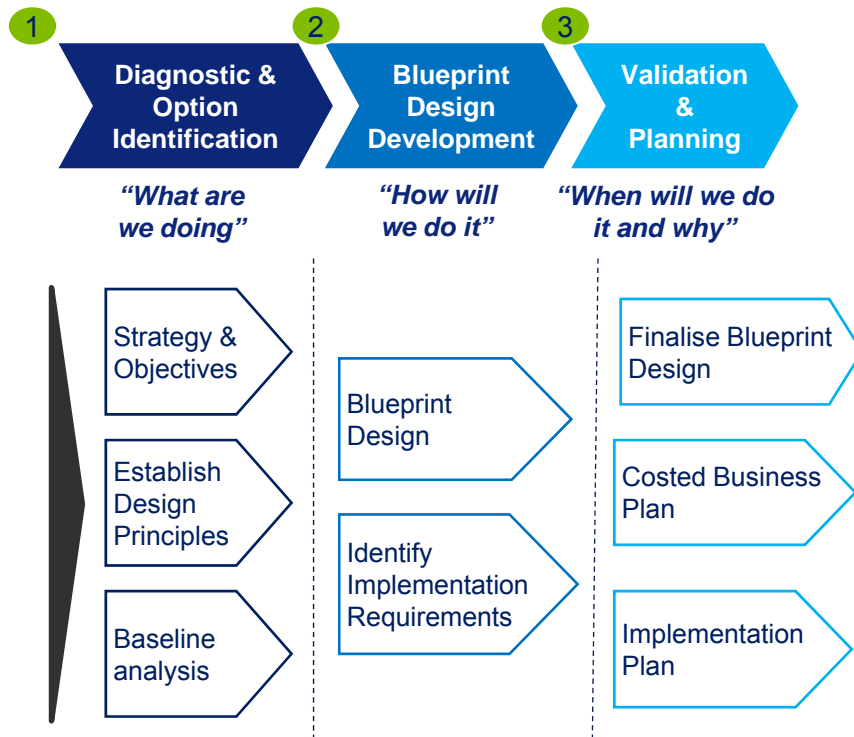 1
Diagnostic &
Option
Identification
“What are
we doing”
Strategy &
Objectives
Establish
Design
Principles
Baseline
analysis
2
Blueprint
Design
Development
“How will
we do it”
Blueprint
Design
Identify
Implementation
Requirements
3
Validation
&
Planning
“When will we do
it and why”
Finalise Blueprint
Design
Costed Business
Plan
Implementation
Plan